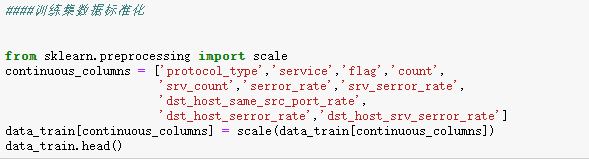 ####训练集数据标准化
from sklearn.preprocessing import scale
continuous_columns = ['protocol_type','service','flag','count',
'srv_count','serror_rate','srv_serror_rate',
'dst_host_same_src_port_rate',
'dst_host_serror_rate','dst_host_srv_serror_rate']
data_train[continuous_columns] = scale(data_train[continuous_columns])
data_train.head()